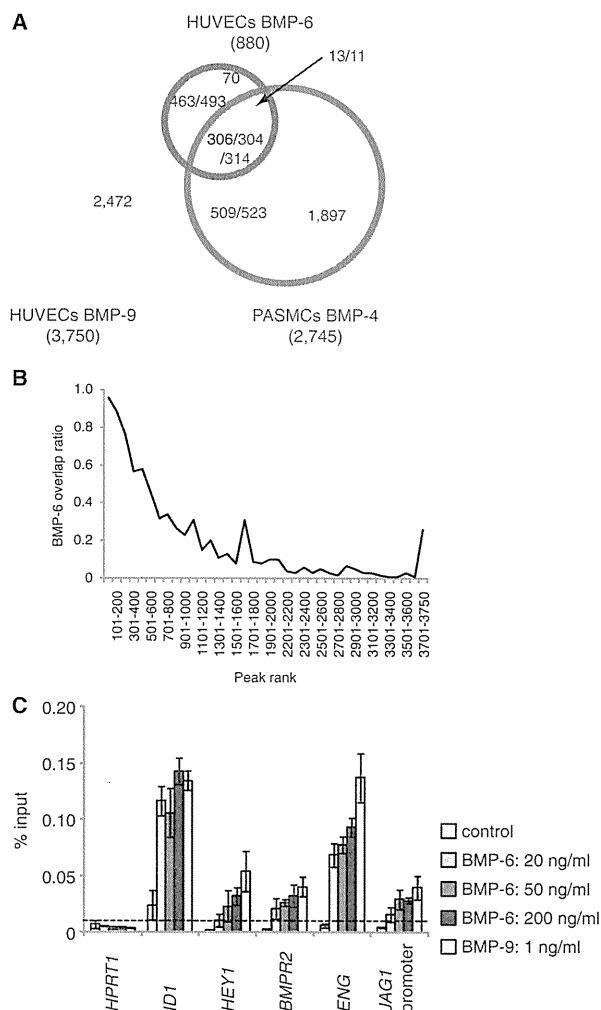 A
HUVECs BMP-6
(880)
13/11
70
463/493
306/304
/314
2,472
509/523
1,897
HUVECs BMP-9
(3,750)
PASMCs BMP-4
(2,745)
B
BMP-6 overlap ratio
1.0
0.8
0.6
0.4
0.2
0
101-200
301-400
501-600
701-800
901-1000
1101-1200
1301-1400
1501-1600
1701-1800
1901-2000
2101-2200
2301-2400
2501-2600
2701-2800
2901-3000
3101-3200
3301-3400
3501-3600
3701-3750
Peak rank
C
% input
0.20
0.15
0.10
0.05
0
HPRT1
ID1
HEY1
BMPR2
ENG
JAG1
promoter
control
BMP-6: 20 ng/ml
BMP-6: 50 ng/ml
BMP-6: 200 ng/ml
BMP-9: 1 ng/ml